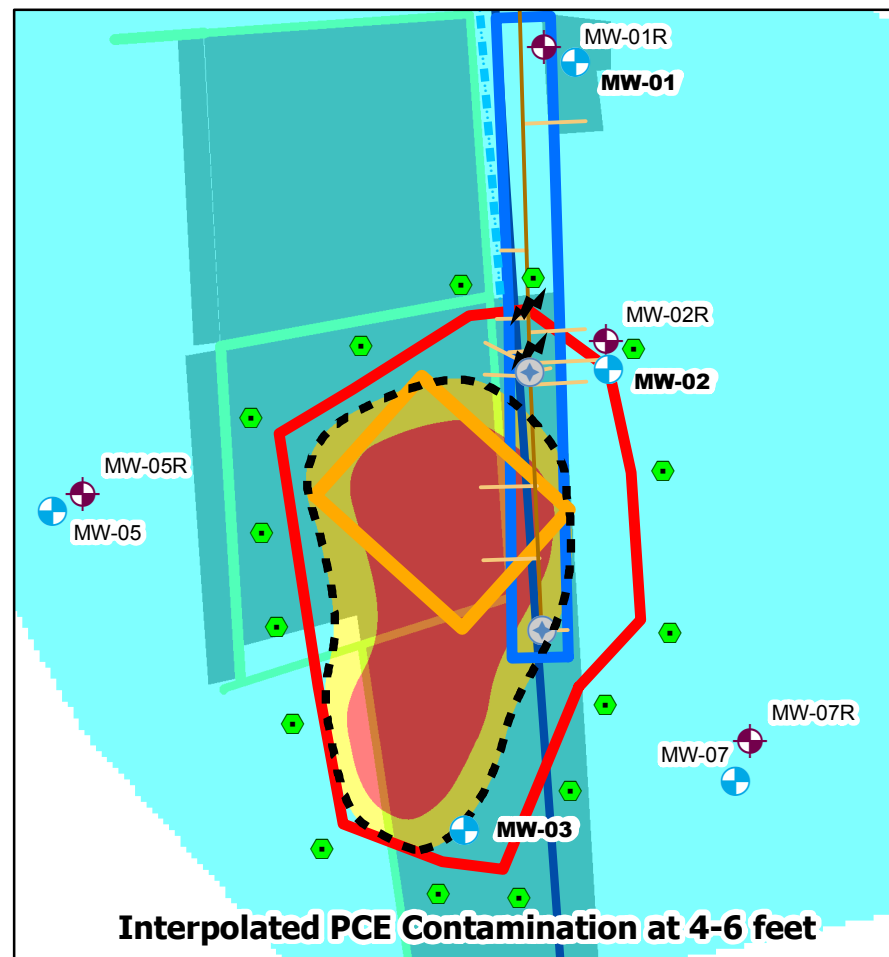 MW-01R
MW-01
MW-02R
MW-02
MW-05R
MW-05
MW-07R
MW-07
MW-03
Interpolated PCE Contamination at 4-6 feet